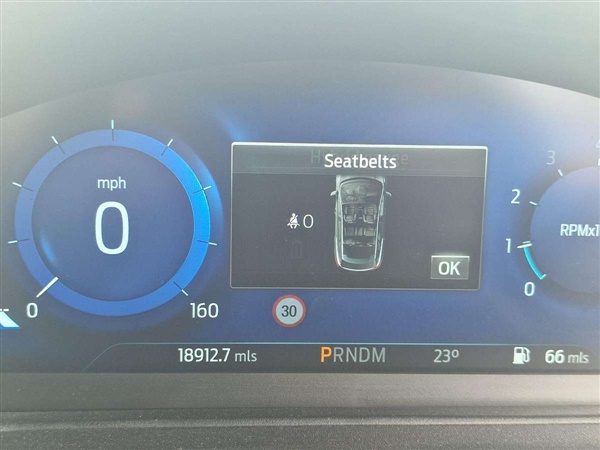 Seatbelts
mph
0
0
OK
0
160
30
4
3
2
1
0
RPMx1
18912.7 mls
PRNDM
23°
66 mls